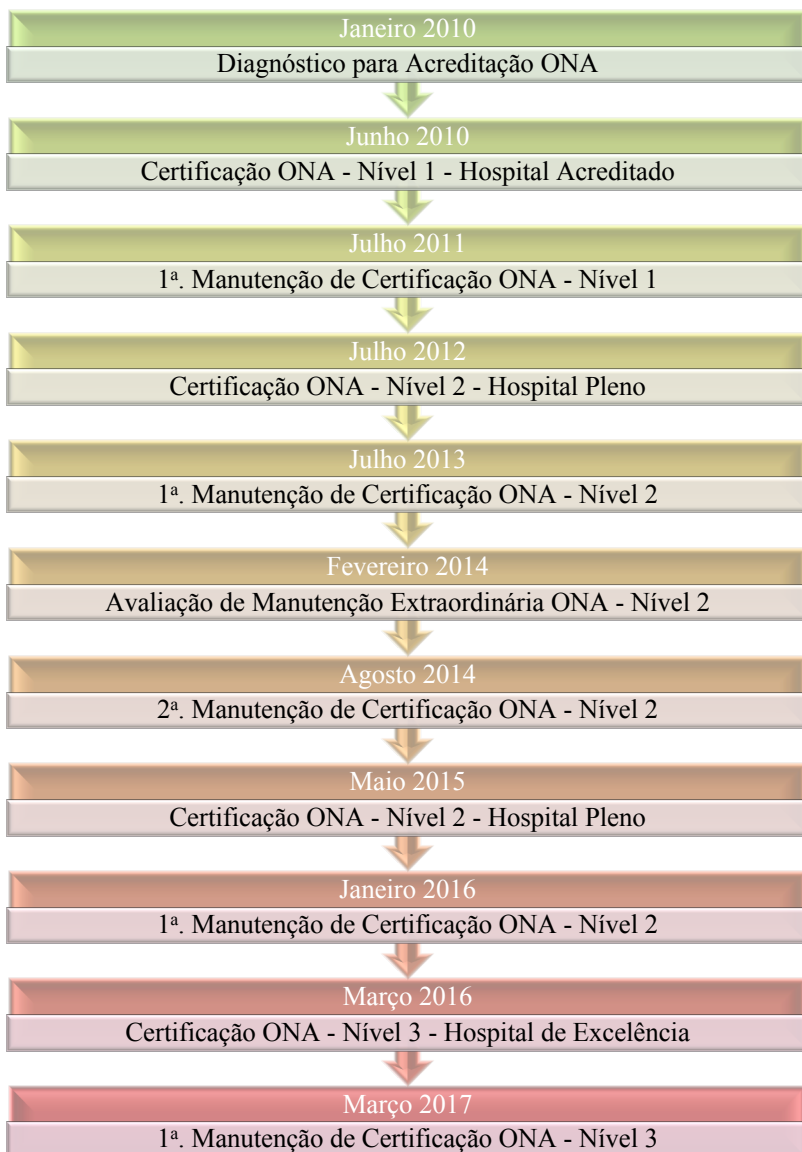 Janeiro 2010
Diagnóstico para Acreditação ONA
Junho 2010
Certificação ONA - Nível 1 - Hospital Acreditado
Julho 2011
1ª. Manutenção de Certificação ONA - Nível 1
Julho 2012
Certificação ONA - Nível 2 - Hospital Pleno
Julho 2013
1ª. Manutenção de Certificação ONA - Nível 2
Fevereiro 2014
Avaliação de Manutenção Extraordinária ONA - Nível 2
Agosto 2014
2ª. Manutenção de Certificação ONA - Nível 2
Maio 2015
Certificação ONA - Nível 2 - Hospital Pleno
Janeiro 2016
1ª. Manutenção de Certificação ONA - Nível 2
Março 2016
Certificação ONA - Nível 3 - Hospital de Excelência
Março 2017
1ª. Manutenção de Certificação ONA - Nível 3